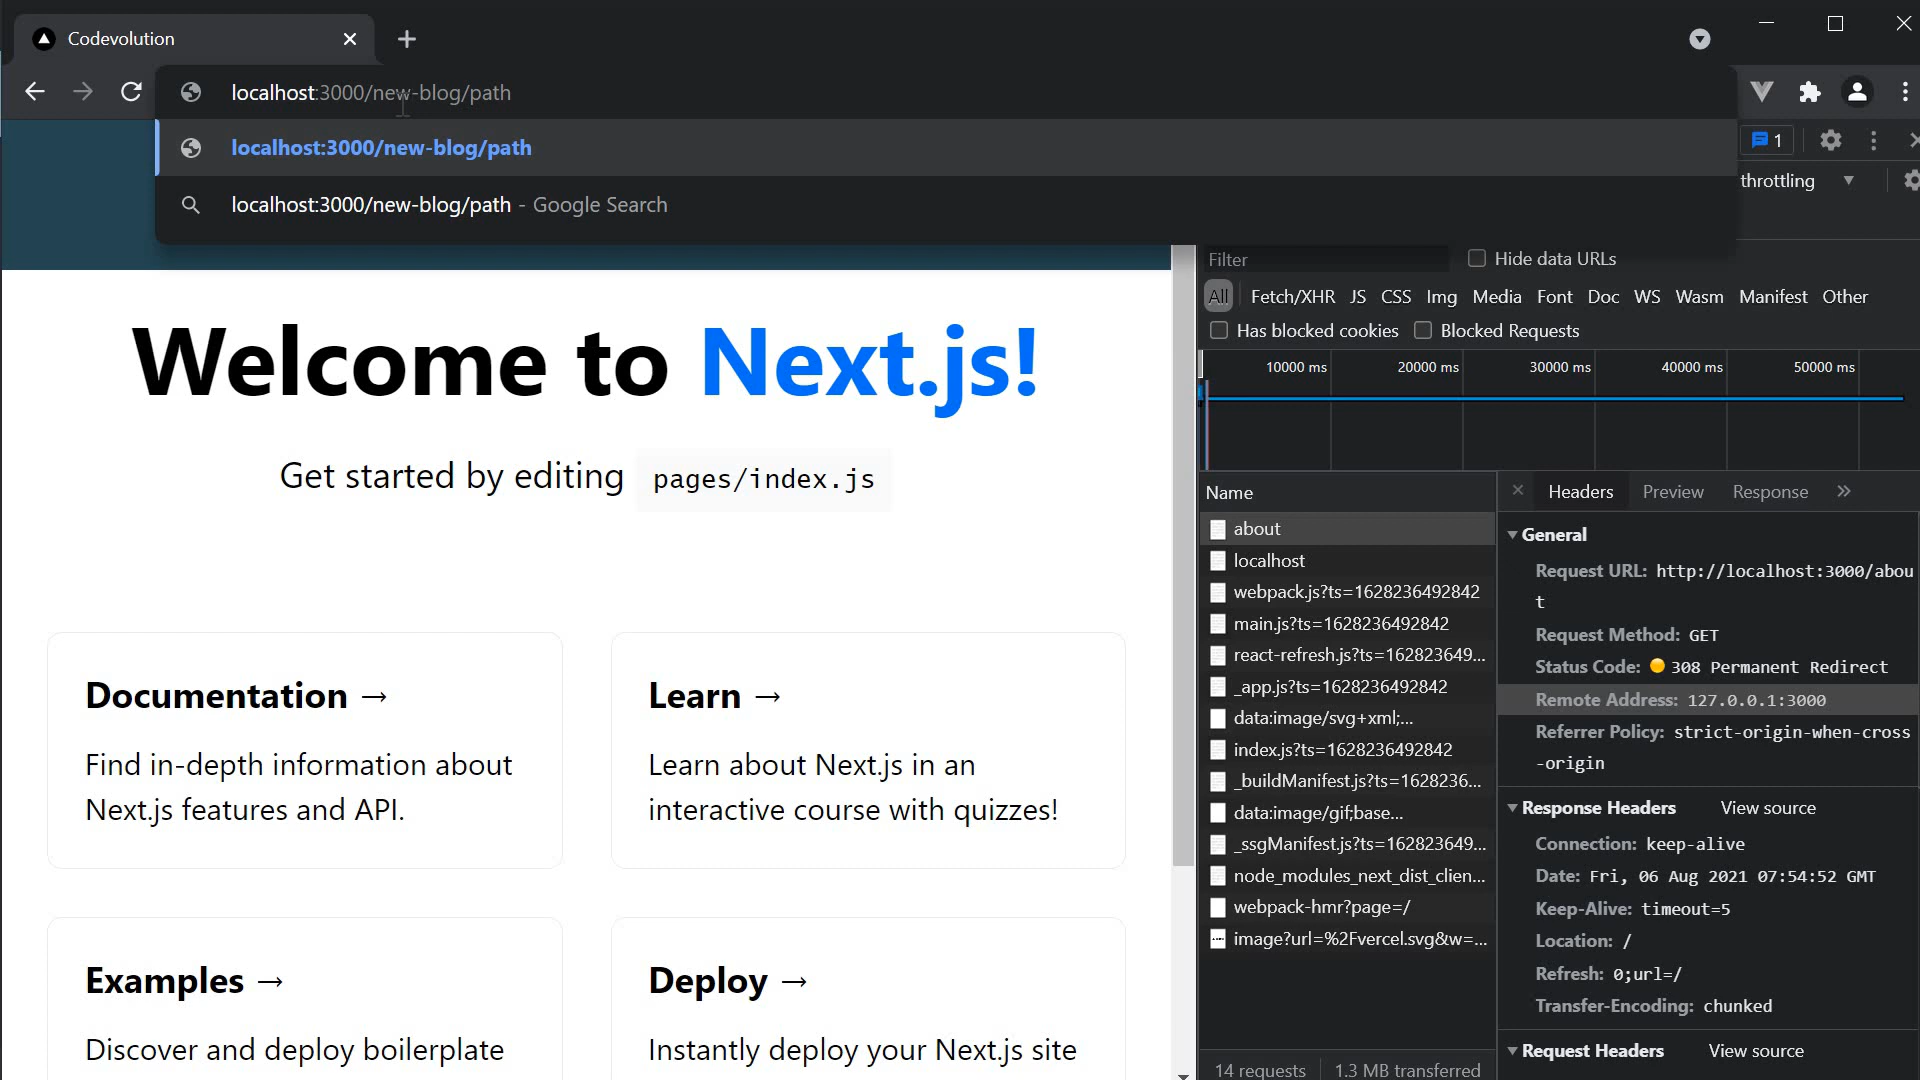 Codevolution
localhost:3000/new-blog/path
localhost:3000/new-blog/path
localhost:3000/new-blog/path - Google Search
1
throttling
Filter
Hide data URLs
All Fetch/XHR JS CSS Img Media Font Doc WS Wasm Manifest Other
Has blocked cookies Blocked Requests
10000 ms 20000 ms 30000 ms 40000 ms 50000 ms
Welcome to Next.js!
Get started by editing pages/index.js
Documentation →
Find in-depth information about
Next.js features and API.
Learn →
Learn about Next.js in an
interactive course with quizzes!
Examples →
Discover and deploy boilerplate
Deploy →
Instantly deploy your Next.js site
Name
about
localhost
webpack.js?ts=1628236492842
main.js?ts=1628236492842
react-refresh.js?ts=162823649...
_app.js?ts=1628236492842
data:image/svg+xml;...
index.js?ts=1628236492842
_buildManifest.js?ts=1628236...
data:image/gif;base...
_ssgManifest.js?ts=162823649...
node_modules_next_dist_clien...
webpack-hmr?page=/
image?url=%2Fvercel.svg&w=...
14 requests 1.3 MB transferred
Headers Preview Response »
General
Request URL: http://localhost:3000/abou
t
Request Method: GET
Status Code: 308 Permanent Redirect
Remote Address: 127.0.0.1:3000
Referrer Policy: strict-origin-when-cross
-origin
Response Headers View source
Connection: keep-alive
Date: Fri, 06 Aug 2021 07:54:52 GMT
Keep-Alive: timeout=5
Location: /
Refresh: 0;url=/
Transfer-Encoding: chunked
Request Headers View source